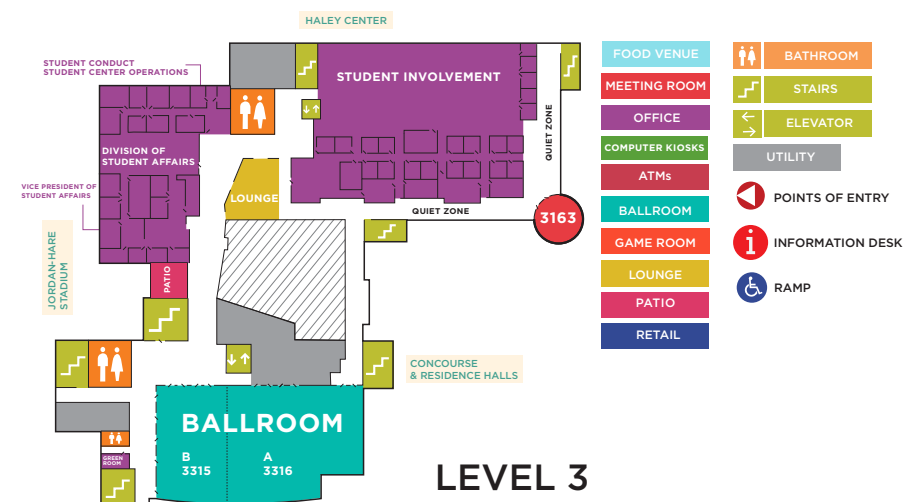 HALEY CENTER
STUDENT CONDUCT
STUDENT CENTER OPERATIONS
STUDENT INVOLVEMENT
QUIET ZONE
DIVISION OF
STUDENT AFFAIRS
VICE PRESIDENT OF
STUDENT AFFAIRS
LOUNGE
QUIET ZONE
3163
JORDAN-HARE
STADIUM
PATIO
CONCOURSE
& RESIDENCE HALLS
BALLROOM
B
3315
A
3316
GREEN
ROOM
LEVEL 3
FOOD VENUE
MEETING ROOM
OFFICE
COMPUTER KIOSKS
ATMs
BALLROOM
GAME ROOM
LOUNGE
PATIO
RETAIL
BATHROOM
STAIRS
ELEVATOR
UTILITY
POINTS OF ENTRY
i INFORMATION DESK
RAMP